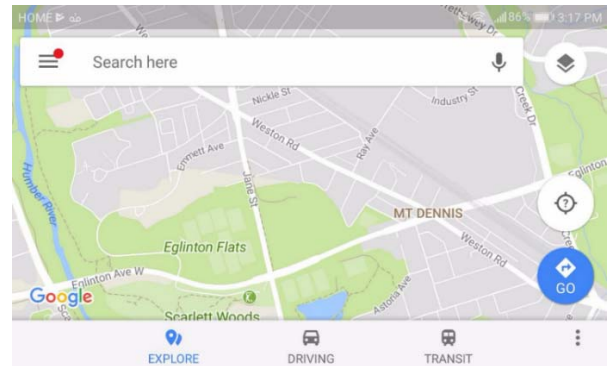 HOME
86% 3:17 PM
Search here
Nickle St
Industry St
Creek Dr
Weston Rd
Ray Ave
Emmett Ave
Jane St
Humber River
Eglinton
MT DENNIS
Weston Rd
Eglinton Flats
Eglinton Ave W
Astoria Ave
Google
GO
Scarlett Woods
EXPLORE
DRIVING
TRANSIT